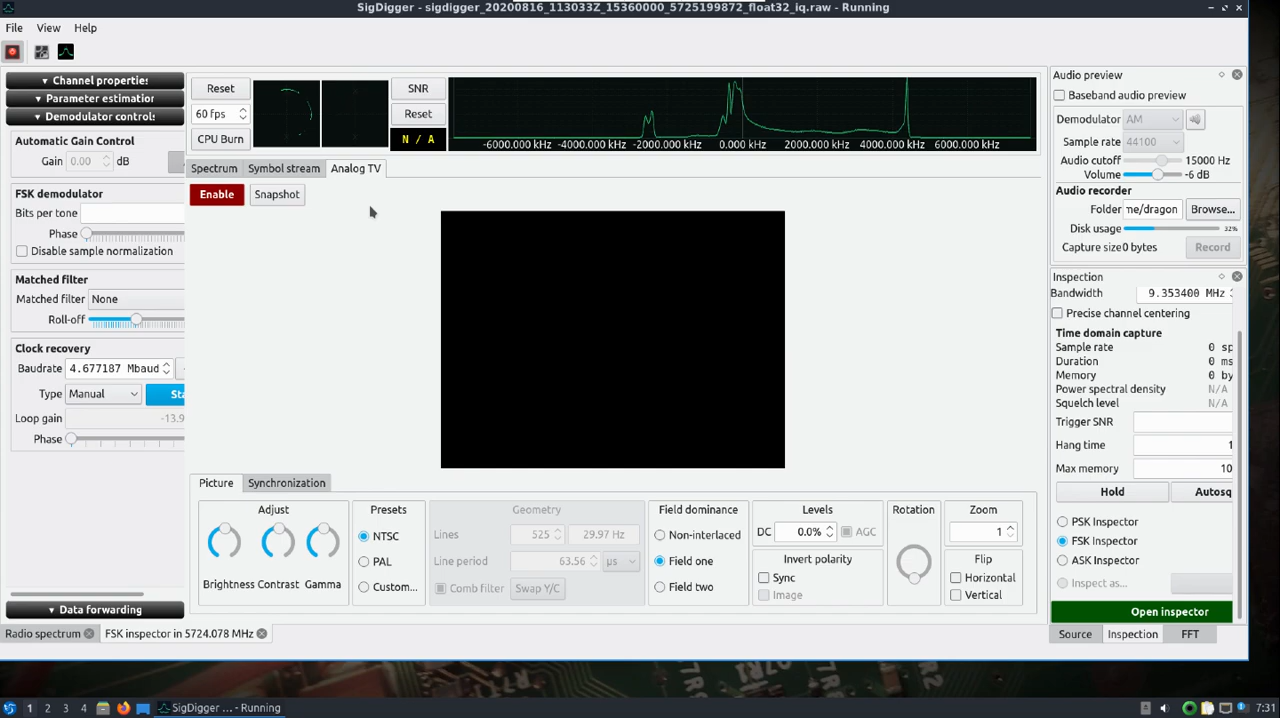 SigDigger - sigdigger_20200816_113033Z_15360000_5725199872_float32_iq.raw - Running
File View Help
Channel properties
Parameter estimation
Demodulator controls
Automatic Gain Control
Gain 0.00 dB
FSK demodulator
Bits per tone
Phase
Disable sample normalization
Matched filter
Matched filter None
Roll-off
Clock recovery
Baudrate 4.677187 Mbaud
Type Manual
Loop gain -13.9
Phase
Data forwarding
Reset
60 fps
CPU Burn
SNR
Reset
N / A
-6000.000 kHz -4000.000 kHz -2000.000 kHz 0.000 kHz 2000.000 kHz 4000.000 kHz 6000.000 kHz
Spectrum Symbol stream Analog TV
Enable Snapshot
Picture Synchronization
Adjust
Brightness Contrast Gamma
Presets
NTSC
PAL
Custom...
Geometry
Lines 525 29.97 Hz
Line period 63.56 µs
Comb filter Swap Y/C
Field dominance
Non-interlaced
Field one
Field two
Levels
DC 0.0% AGC
Invert polarity
Sync
Image
Rotation
Zoom
1
Flip
Horizontal
Vertical
Audio preview
Baseband audio preview
Demodulator AM
Sample rate 44100
Audio cutoff 15000 Hz
Volume -6 dB
Audio recorder
Folder me/dragon Browse...
Disk usage 32%
Capture size 0 bytes Record
Inspection
Bandwidth 9.353400 MHz
Precise channel centering
Time domain capture
Sample rate 0 sp
Duration 0 ms
Memory 0 by
Power spectral density N/A
Squelch level N/A
Trigger SNR
Hang time 1
Max memory 10
Hold Autosq
PSK Inspector
FSK Inspector
ASK Inspector
Inspect as...
Open inspector
Source Inspection FFT
Radio spectrum FSK inspector in 5724.078 MHz
1 2 3 4 SigDigger ... - Running 7:31